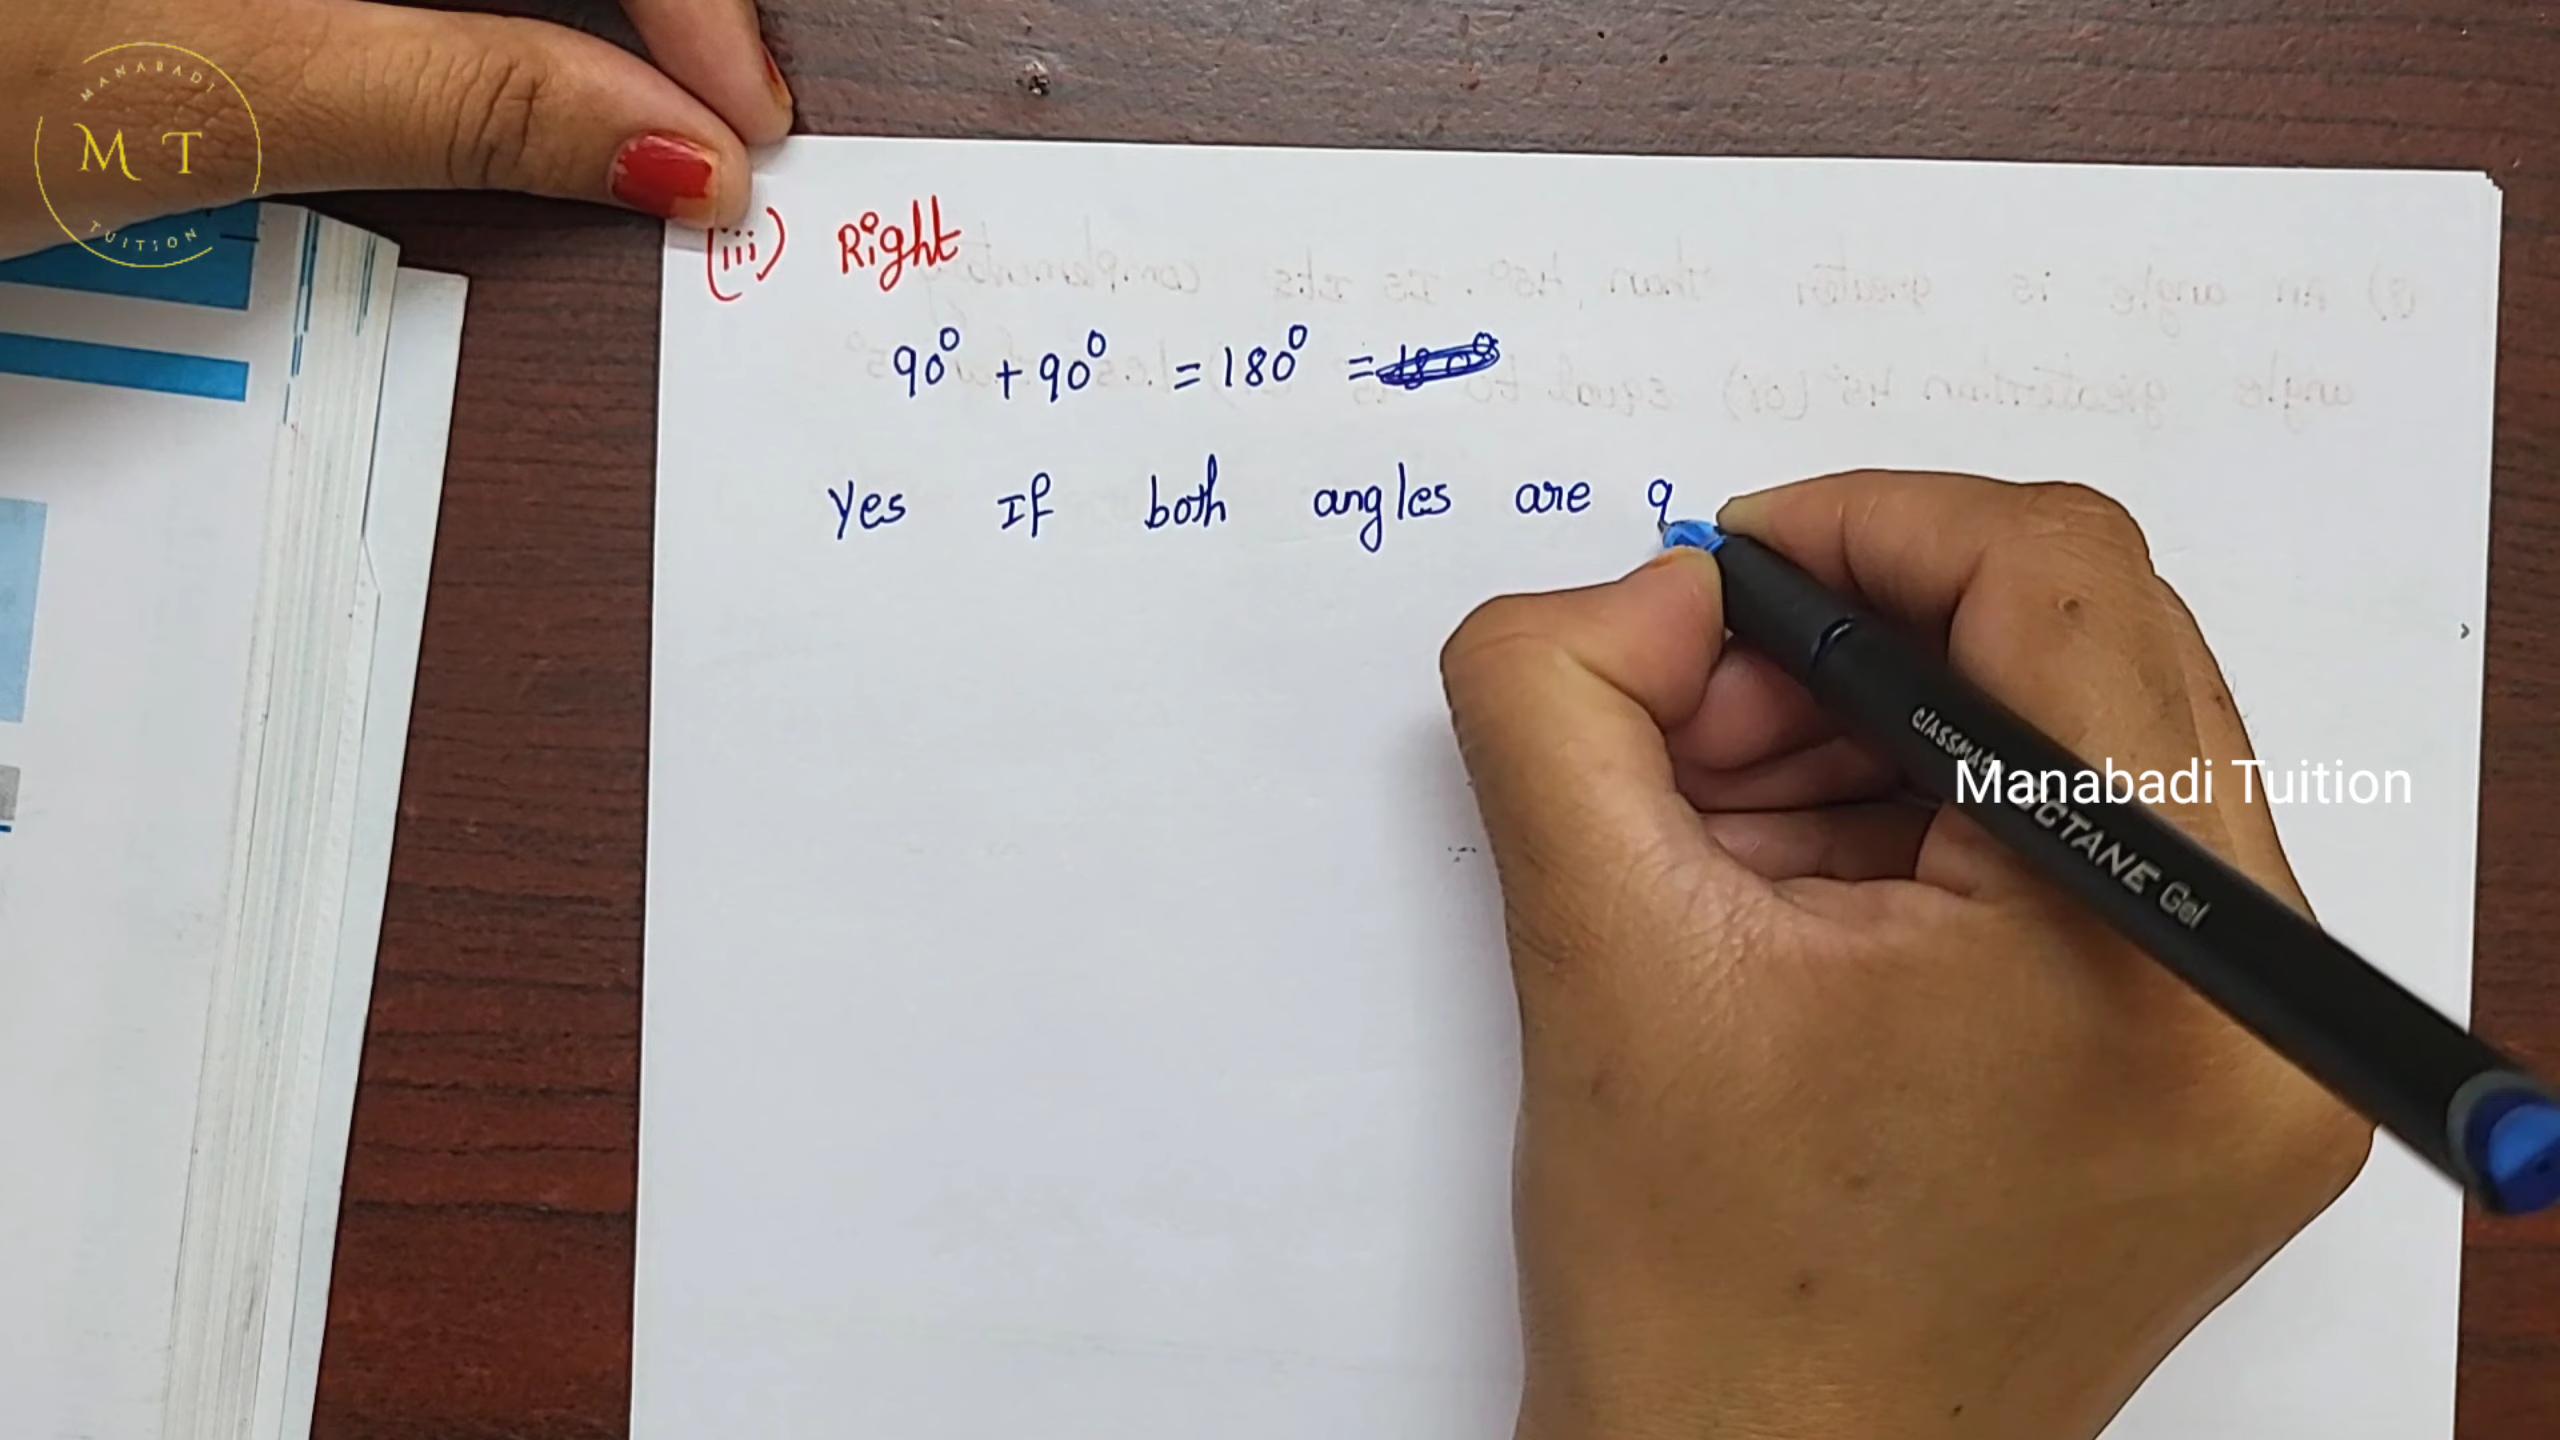 MANABADI
M T
TUITION
(iii) Right
90° + 90° = 180° =
Yes If both angles are 9
CLASSMATE OCTANE Gel
Manabadi Tuition